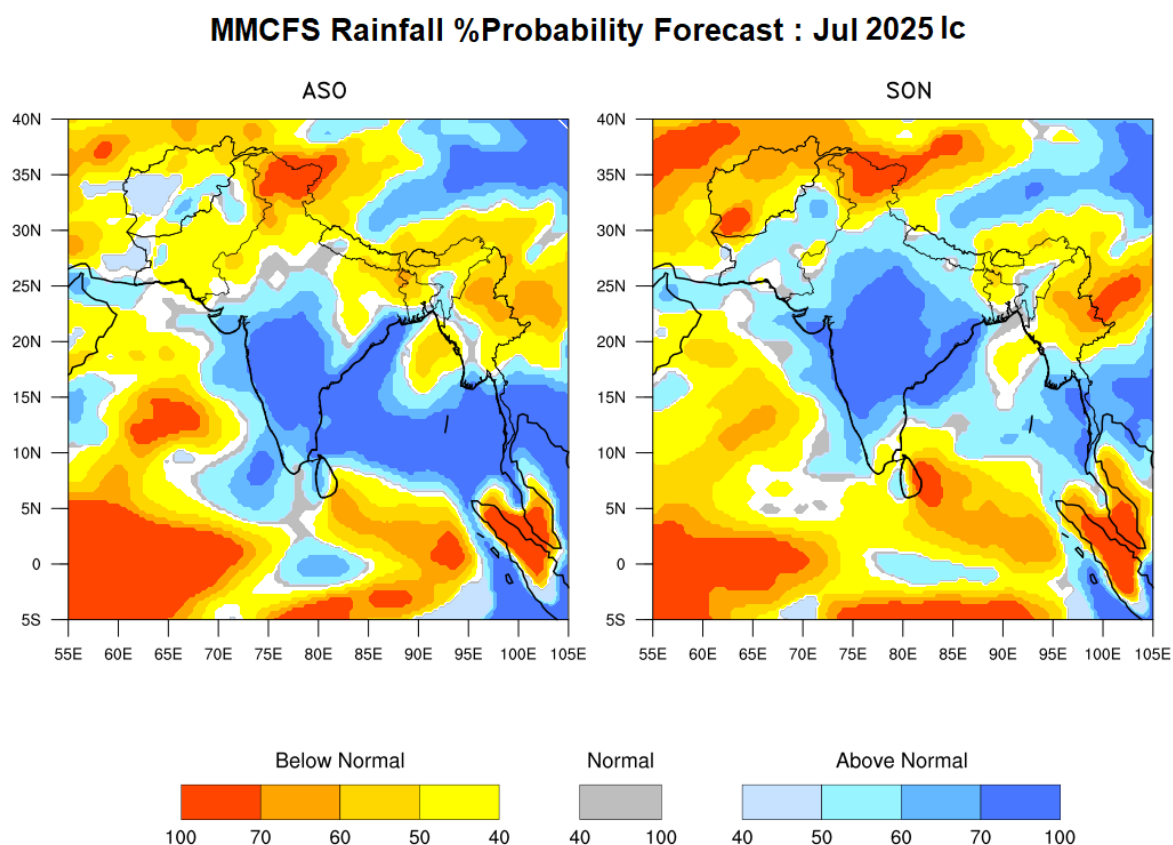 MMCFS Rainfall %Probability Forecast : Jul 2025 Ic
ASO
40N
35N
30N
25N
20N
15N
10N
5N
0
5S
55E 60E 65E 70E 75E 80E 85E 90E 95E 100E 105E
SON
40N
35N
30N
25N
20N
15N
10N
5N
0
5S
55E 60E 65E 70E 75E 80E 85E 90E 95E 100E 105E
Below Normal
100 70 60 50 40
Normal
40 100
Above Normal
40 50 60 70 100